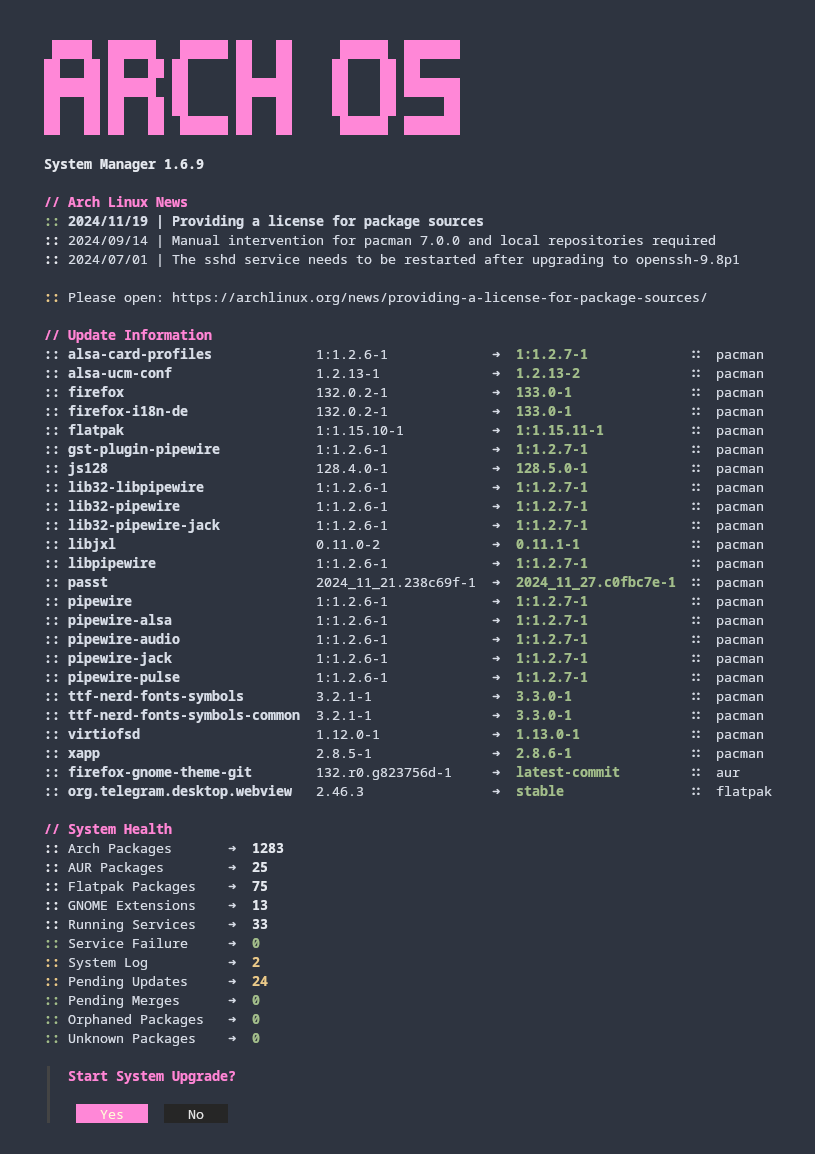 ARCH OS
System Manager 1.6.9
// Arch Linux News
:: 2024/11/19 | Providing a license for package sources
:: 2024/09/14 | Manual intervention for pacman 7.0.0 and local repositories required
:: 2024/07/01 | The sshd service needs to be restarted after upgrading to openssh-9.8p1
:: Please open: https://archlinux.org/news/providing-a-license-for-package-sources/
// Update Information
:: alsa-card-profiles 1:1.2.6-1 ➜ 1:1.2.7-1 :: pacman
:: alsa-ucm-conf 1.2.13-1 ➜ 1.2.13-2 :: pacman
:: firefox 132.0.2-1 ➜ 133.0-1 :: pacman
:: firefox-i18n-de 132.0.2-1 ➜ 133.0-1 :: pacman
:: flatpak 1:1.15.10-1 ➜ 1:1.15.11-1 :: pacman
:: gst-plugin-pipewire 1:1.2.6-1 ➜ 1:1.2.7-1 :: pacman
:: js128 128.4.0-1 ➜ 128.5.0-1 :: pacman
:: lib32-libpipewire 1:1.2.6-1 ➜ 1:1.2.7-1 :: pacman
:: lib32-pipewire 1:1.2.6-1 ➜ 1:1.2.7-1 :: pacman
:: lib32-pipewire-jack 1:1.2.6-1 ➜ 1:1.2.7-1 :: pacman
:: libjxl 0.11.0-2 ➜ 0.11.1-1 :: pacman
:: libpipewire 1:1.2.6-1 ➜ 1:1.2.7-1 :: pacman
:: passt 2024_11_21.238c69f-1 ➜ 2024_11_27.c0fbc7e-1 :: pacman
:: pipewire 1:1.2.6-1 ➜ 1:1.2.7-1 :: pacman
:: pipewire-alsa 1:1.2.6-1 ➜ 1:1.2.7-1 :: pacman
:: pipewire-audio 1:1.2.6-1 ➜ 1:1.2.7-1 :: pacman
:: pipewire-jack 1:1.2.6-1 ➜ 1:1.2.7-1 :: pacman
:: pipewire-pulse 1:1.2.6-1 ➜ 1:1.2.7-1 :: pacman
:: ttf-nerd-fonts-symbols 3.2.1-1 ➜ 3.3.0-1 :: pacman
:: ttf-nerd-fonts-symbols-common 3.2.1-1 ➜ 3.3.0-1 :: pacman
:: virtiofsd 1.12.0-1 ➜ 1.13.0-1 :: pacman
:: xapp 2.8.5-1 ➜ 2.8.6-1 :: pacman
:: firefox-gnome-theme-git 132.r0.g823756d-1 ➜ latest-commit :: aur
:: org.telegram.desktop.webview 2.46.3 ➜ stable :: flatpak
// System Health
:: Arch Packages ➜ 1283
:: AUR Packages ➜ 25
:: Flatpak Packages ➜ 75
:: GNOME Extensions ➜ 13
:: Running Services ➜ 33
:: Service Failure ➜ 0
:: System Log ➜ 2
:: Pending Updates ➜ 24
:: Pending Merges ➜ 0
:: Orphaned Packages ➜ 0
:: Unknown Packages ➜ 0
Start System Upgrade?
Yes No